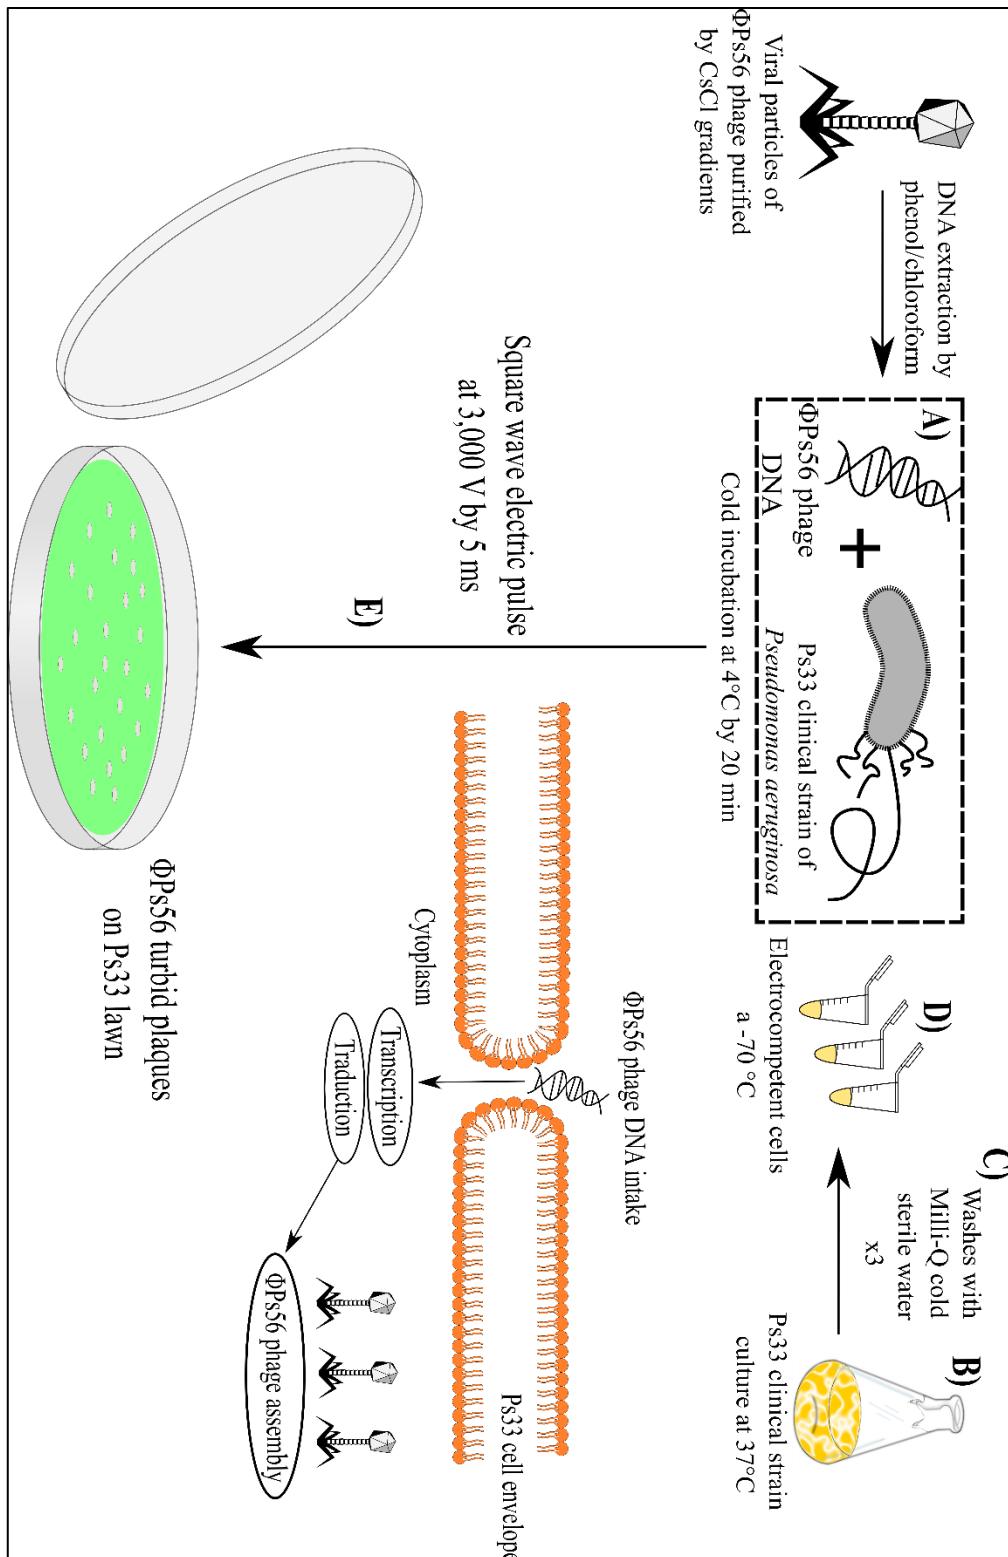 Viral particles of
ΦPs56 phage purified
by CsCl gradients
DNA extraction by
phenol/chloroform
A)
ΦPs56 phage
DNA
+
Ps33 clinical strain of
Pseudomonas aeruginosa
Cold incubation at 4°C by 20 min
D)
Electrocompetent cells
a -70 °C
C)
Washes with
Milli-Q cold
sterile water
x3
B)
Ps33 clinical strain
culture at 37°C
Square wave electric pulse
at 3,000 V by 5 ms
E)
ΦPs56 phage DNA intake
Cytoplasm
Transcription
Traduction
Ps33 cell envelope
ΦPs56 phage assembly
ΦPs56 turbid plaques
on Ps33 lawn